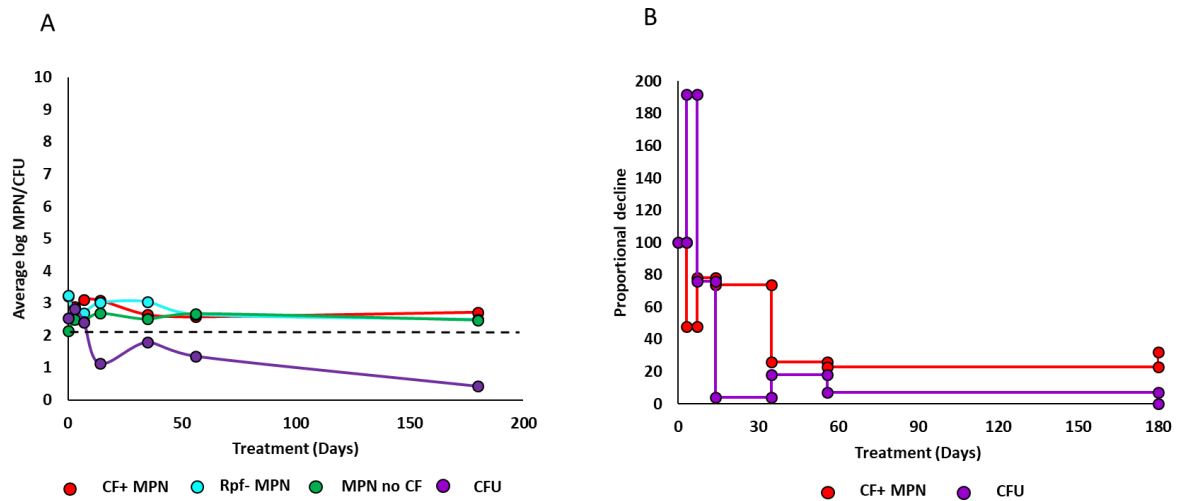 A
10
9
8
7
6
5
4
3
2
1
0
Average log MPN/CFU
0 50 100 150 200
Treatment (Days)
CF+ MPN Rpf- MPN MPN no CF CFU
B
200
180
160
140
120
100
80
60
40
20
0
Proportional decline
0 30 60 90 120 150 180
Treatment (Days)
CF+ MPN CFU